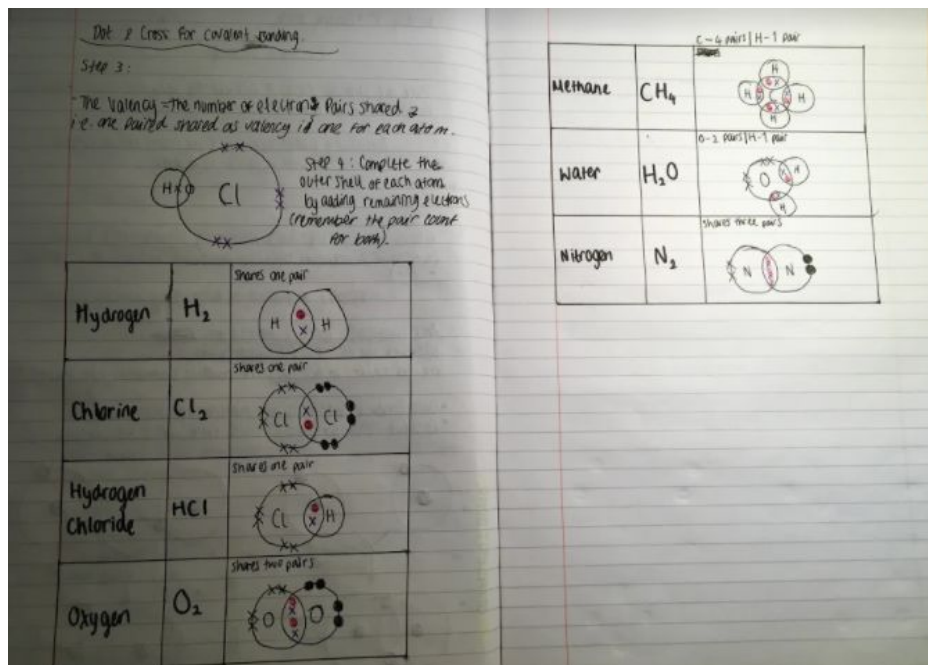 Dot & Cross For Covalent Bonding.
Step 3:
The Valency = the number of electrons Pairs shared
i.e. one paired shared as valency is one for each atom.
H Cl
Step 4: Complete the
outer shell of each atom
by adding remaining electrons
(remember the pair count
for both).
Hydrogen H2 shares one pair
H H
Chlorine Cl2 shares one pair
Cl Cl
Hydrogen
Chloride HCl shares one pair
Cl H
Oxygen O2 shares two pairs
O O
C-4 pairs | H-1 pair
Methane CH4
H
H C H
H
O-2 pairs | H-1 pair
Water H2O
O H
H
Nitrogen N2 shares three pairs
N N